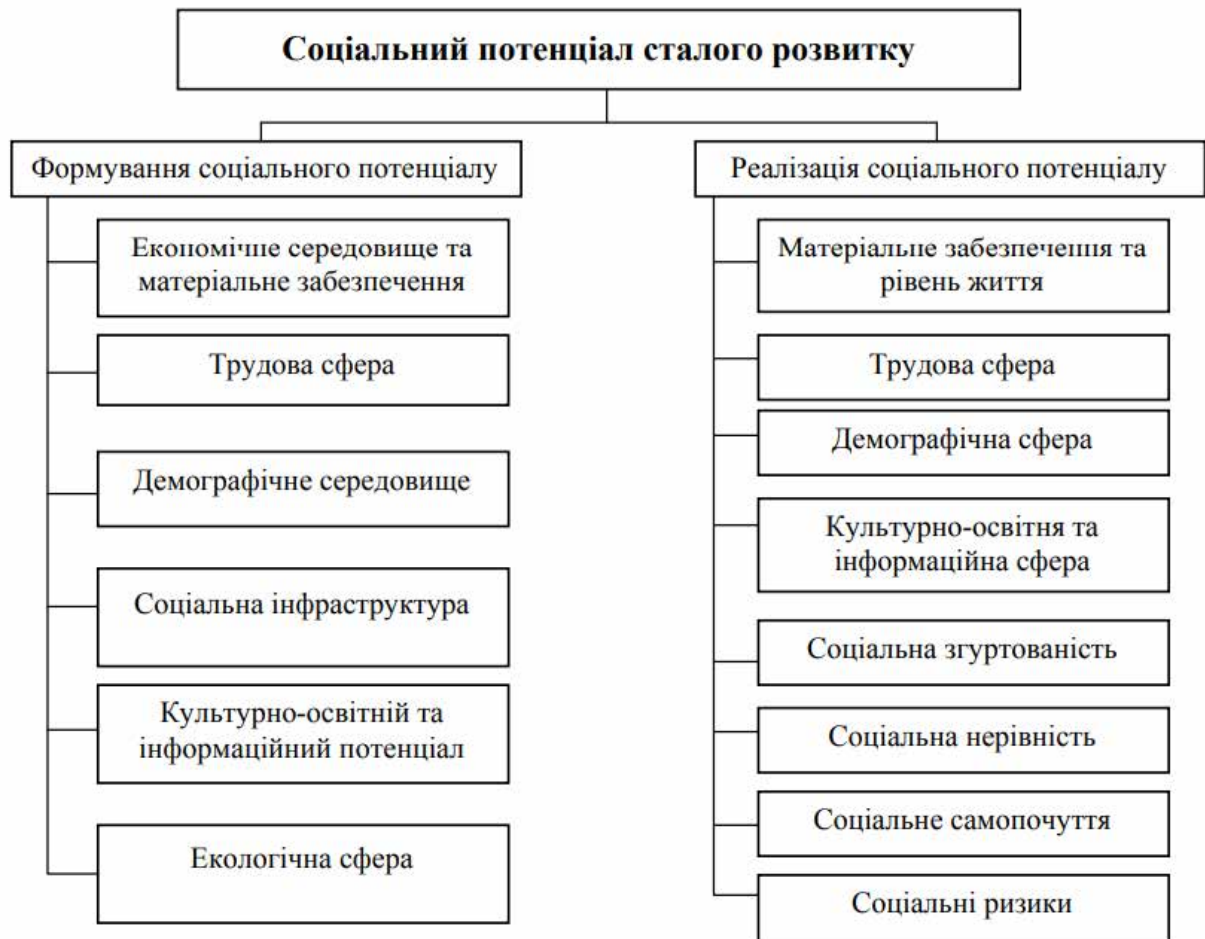 Соціальний потенціал сталого розвитку
Формування соціального потенціалу
Економічне середовище та
матеріальне забезпечення
Трудова сфера
Демографічне середовище
Соціальна інфраструктура
Культурно-освітній та
інформаційний потенціал
Екологічна сфера
Реалізація соціального потенціалу
Матеріальне забезпечення та
рівень життя
Трудова сфера
Демографічна сфера
Культурно-освітня та
інформаційна сфера
Соціальна згуртованість
Соціальна нерівність
Соціальне самопочуття
Соціальні ризики